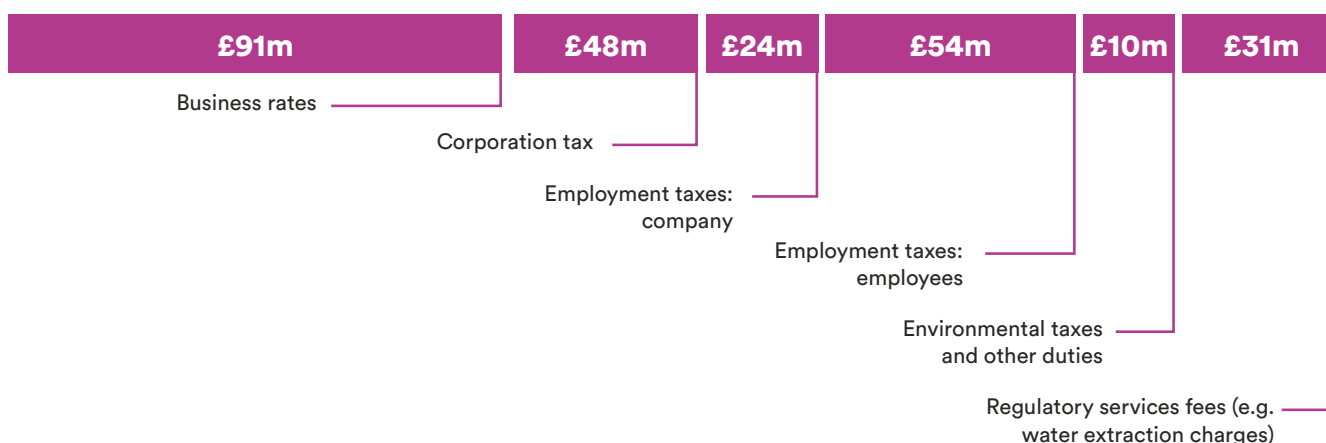 £91m £48m £24m £54m £10m £31m
Business rates
Corporation tax
Employment taxes:
company
Employment taxes:
employees
Environmental taxes
and other duties
Regulatory services fees (e.g.
water extraction charges)